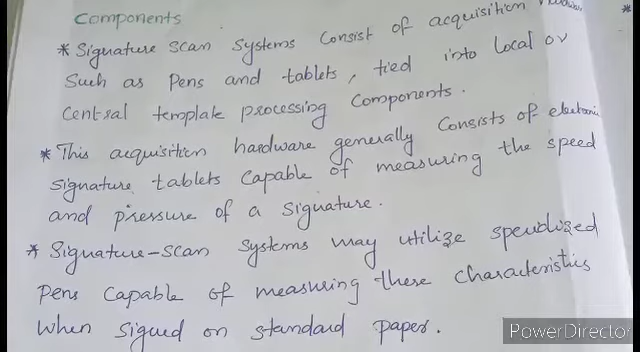 Components
* Signature scan systems consist of acquisition
such as pens and tablets, tied into local or
central template processing components.
* This acquisition hardware generally consists of electronic
signature tablets capable of measuring the speed
and pressure of a signature.
* Signature-scan systems may utilize
pens capable of measuring these characteristics
when signed on standard paper.
PowerDirector